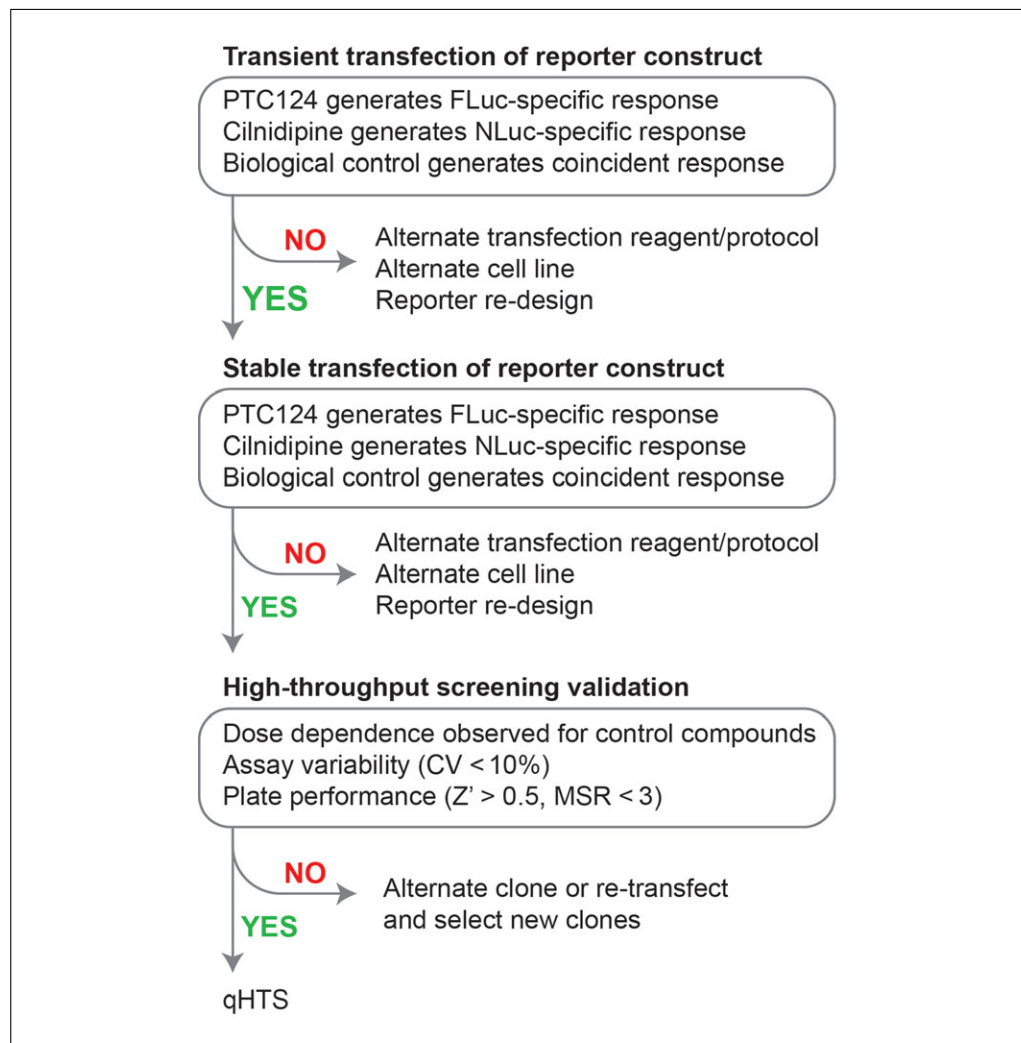 Transient transfection of reporter construct
PTC124 generates FLuc-specific response
Cilnidipine generates NLuc-specific response
Biological control generates coincident response
NO
Alternate transfection reagent/protocol
Alternate cell line
Reporter re-design
YES
Stable transfection of reporter construct
PTC124 generates FLuc-specific response
Cilnidipine generates NLuc-specific response
Biological control generates coincident response
NO
Alternate transfection reagent/protocol
Alternate cell line
Reporter re-design
YES
High-throughput screening validation
Dose dependence observed for control compounds
Assay variability (CV < 10%)
Plate performance (Z' > 0.5, MSR < 3)
NO
Alternate clone or re-transfect
and select new clones
YES
qHTS